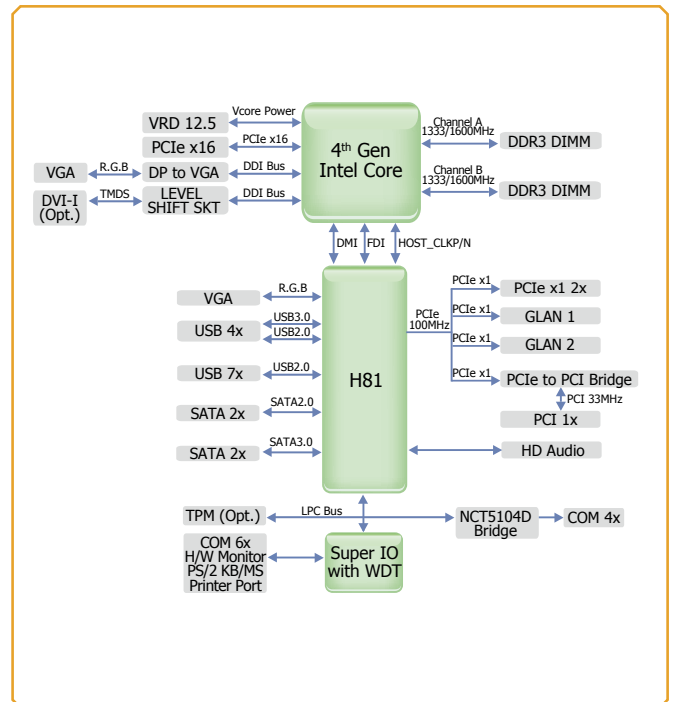 Vcore Power
VRD 12.5
PCIe x16
PCIe x16
VGA
R.G.B
DP to VGA
DDI Bus
DVI-I
(Opt.)
TMDS
LEVEL
SHIFT SKT
DDI Bus
4th Gen
Intel Core
Channel A
1333/1600MHz
DDR3 DIMM
Channel B
1333/1600MHz
DDR3 DIMM
DMI
FDI
HOST_CLKP/N
VGA
R.G.B
USB 4x
USB3.0
USB2.0
USB 7x
USB2.0
SATA 2x
SATA2.0
SATA 2x
SATA3.0
H81
PCIe
100MHz
PCIe x1
PCIe x1 2x
PCIe x1
GLAN 1
PCIe x1
GLAN 2
PCIe x1
PCIe to PCI Bridge
PCI 33MHz
PCI 1x
HD Audio
TPM (Opt.)
LPC Bus
NCT5104D
Bridge
COM 4x
COM 6x
H/W Monitor
PS/2 KB/MS
Printer Port
Super IO
with WDT